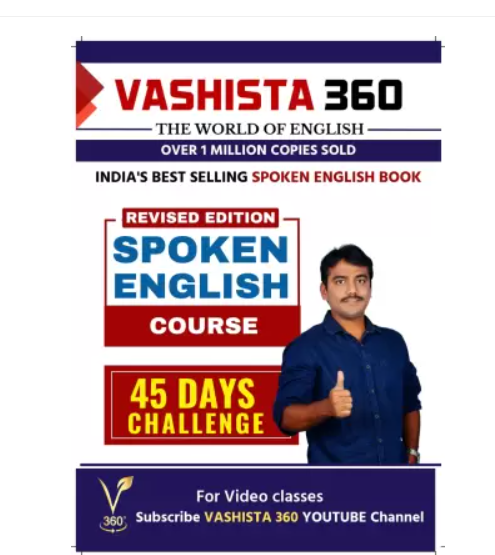 VASHISTA 360
THE WORLD OF ENGLISH
OVER 1 MILLION COPIES SOLD
INDIA'S BEST SELLING SPOKEN ENGLISH BOOK
REVISED EDITION
SPOKEN
ENGLISH
COURSE
45 DAYS
CHALLENGE
For Video classes
360°
Subscribe VASHISTA 360 YOUTUBE Channel